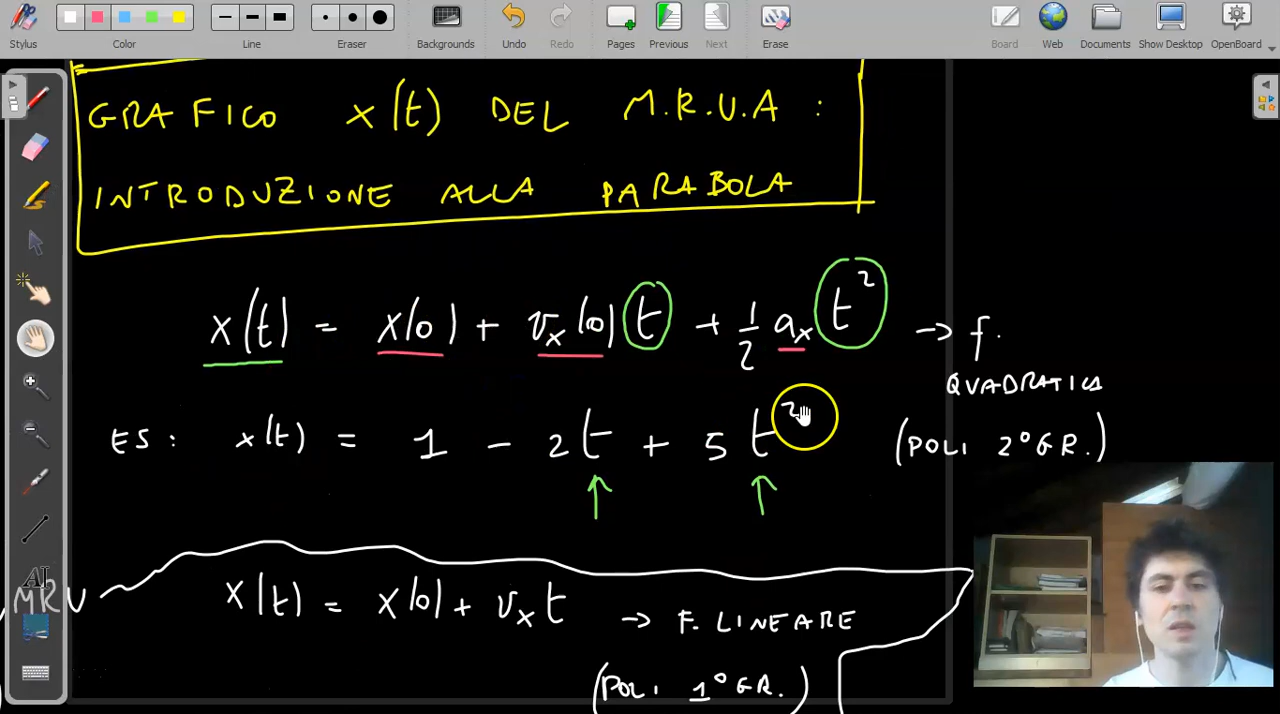 Stylus Color Line Eraser Backgrounds Undo Redo Pages Previous Next Erase Board Web Documents Show Desktop OpenBoard
GRAFICO x(t) DEL M.R.U.A :
INTRODUZIONE ALLA PARABOLA
x(t) = x(0) + vₓ(0) t + 1/2 aₓ t² → f.
QUADRATICA
ES : x(t) = 1 - 2t + 5t²
(POLI 2° GR.)
MRU
x(t) = x(0) + vₓ t → F. LINEARE
(POLI 1° GR.)